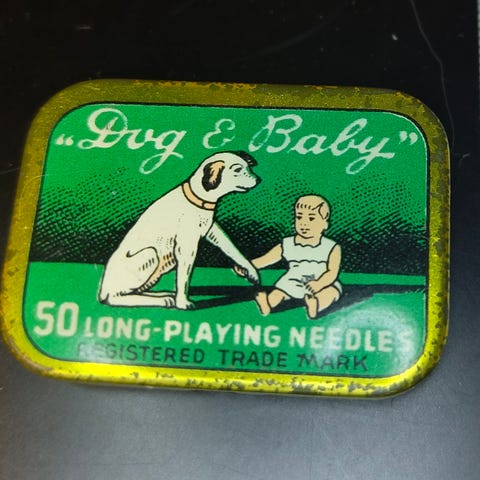 "Dog & Baby"
50 LONG-PLAYING NEEDLES
REGISTERED TRADE MARK